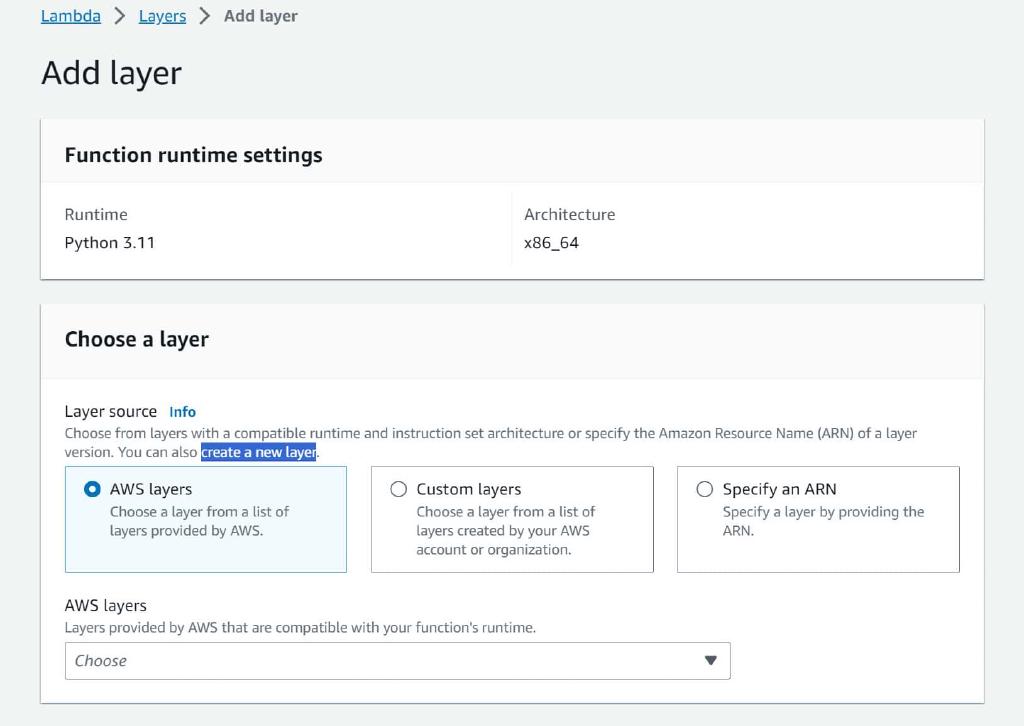 Lambda > Layers > Add layer
Add layer
Function runtime settings
Runtime
Python 3.11
Architecture
x86_64
Choose a layer
Layer source Info
Choose from layers with a compatible runtime and instruction set architecture or specify the Amazon Resource Name (ARN) of a layer
version. You can also create a new layer.
AWS layers
Choose a layer from a list of
layers provided by AWS.
Custom layers
Choose a layer from a list of
layers created by your AWS
account or organization.
Specify an ARN
Specify a layer by providing the
ARN.
AWS layers
Layers provided by AWS that are compatible with your function's runtime.
Choose